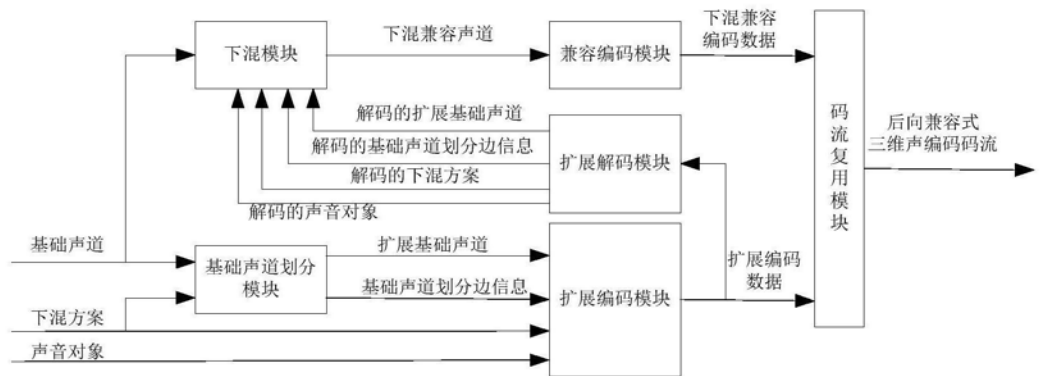 下混模块
下混兼容声道
兼容编码模块
下混兼容
编码数据
解码的扩展基础声道
解码的基础声道划分边信息
解码的下混方案
解码的声音对象
扩展解码模块
码流复用模块
后向兼容式
三维声编码码流
基础声道
基础声道划分
模块
扩展基础声道
基础声道划分边信息
扩展编码模块
扩展编码
数据
下混方案
声音对象